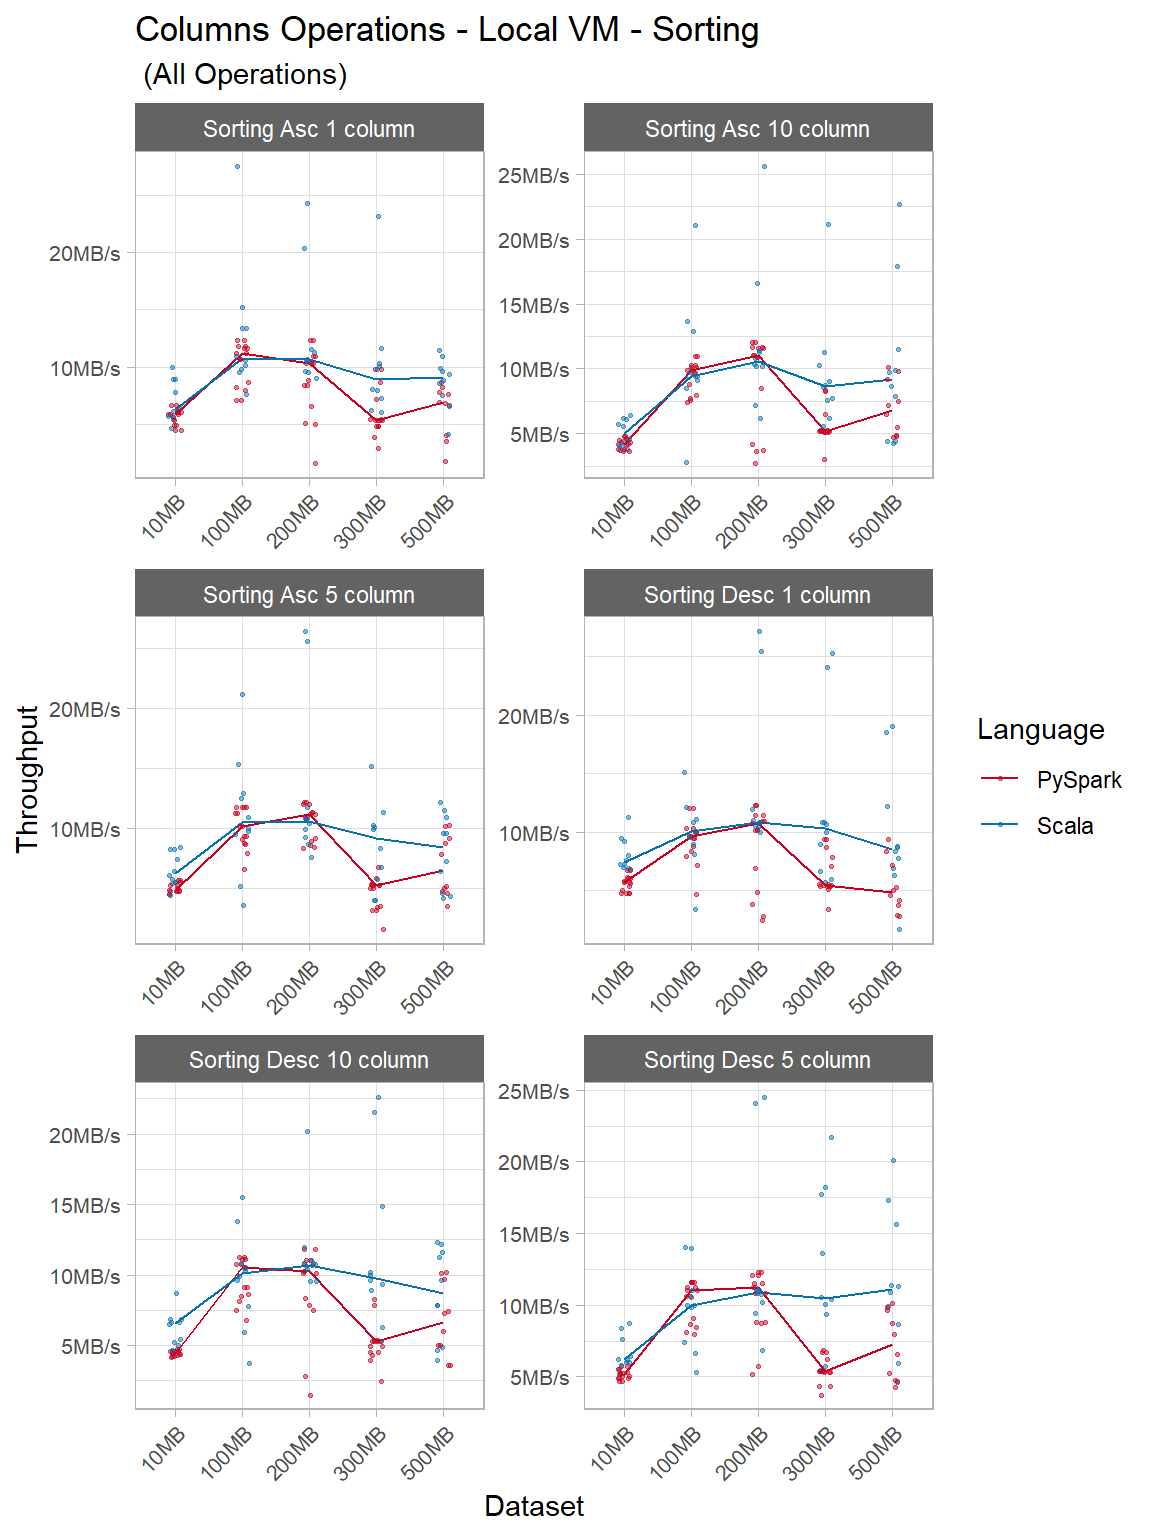 Columns Operations - Local VM - Sorting
(All Operations)
Sorting Asc 1 column
20MB/s
10MB/s
10MB
100MB
200MB
300MB
500MB
Sorting Asc 10 column
25MB/s
20MB/s
15MB/s
10MB/s
5MB/s
10MB
100MB
200MB
300MB
500MB
Sorting Asc 5 column
20MB/s
10MB/s
10MB
100MB
200MB
300MB
500MB
Sorting Desc 1 column
20MB/s
10MB/s
10MB
100MB
200MB
300MB
500MB
Sorting Desc 10 column
20MB/s
15MB/s
10MB/s
5MB/s
10MB
100MB
200MB
300MB
500MB
Sorting Desc 5 column
25MB/s
20MB/s
15MB/s
10MB/s
5MB/s
10MB
100MB
200MB
300MB
500MB
Throughput
Dataset
Language
PySpark
Scala